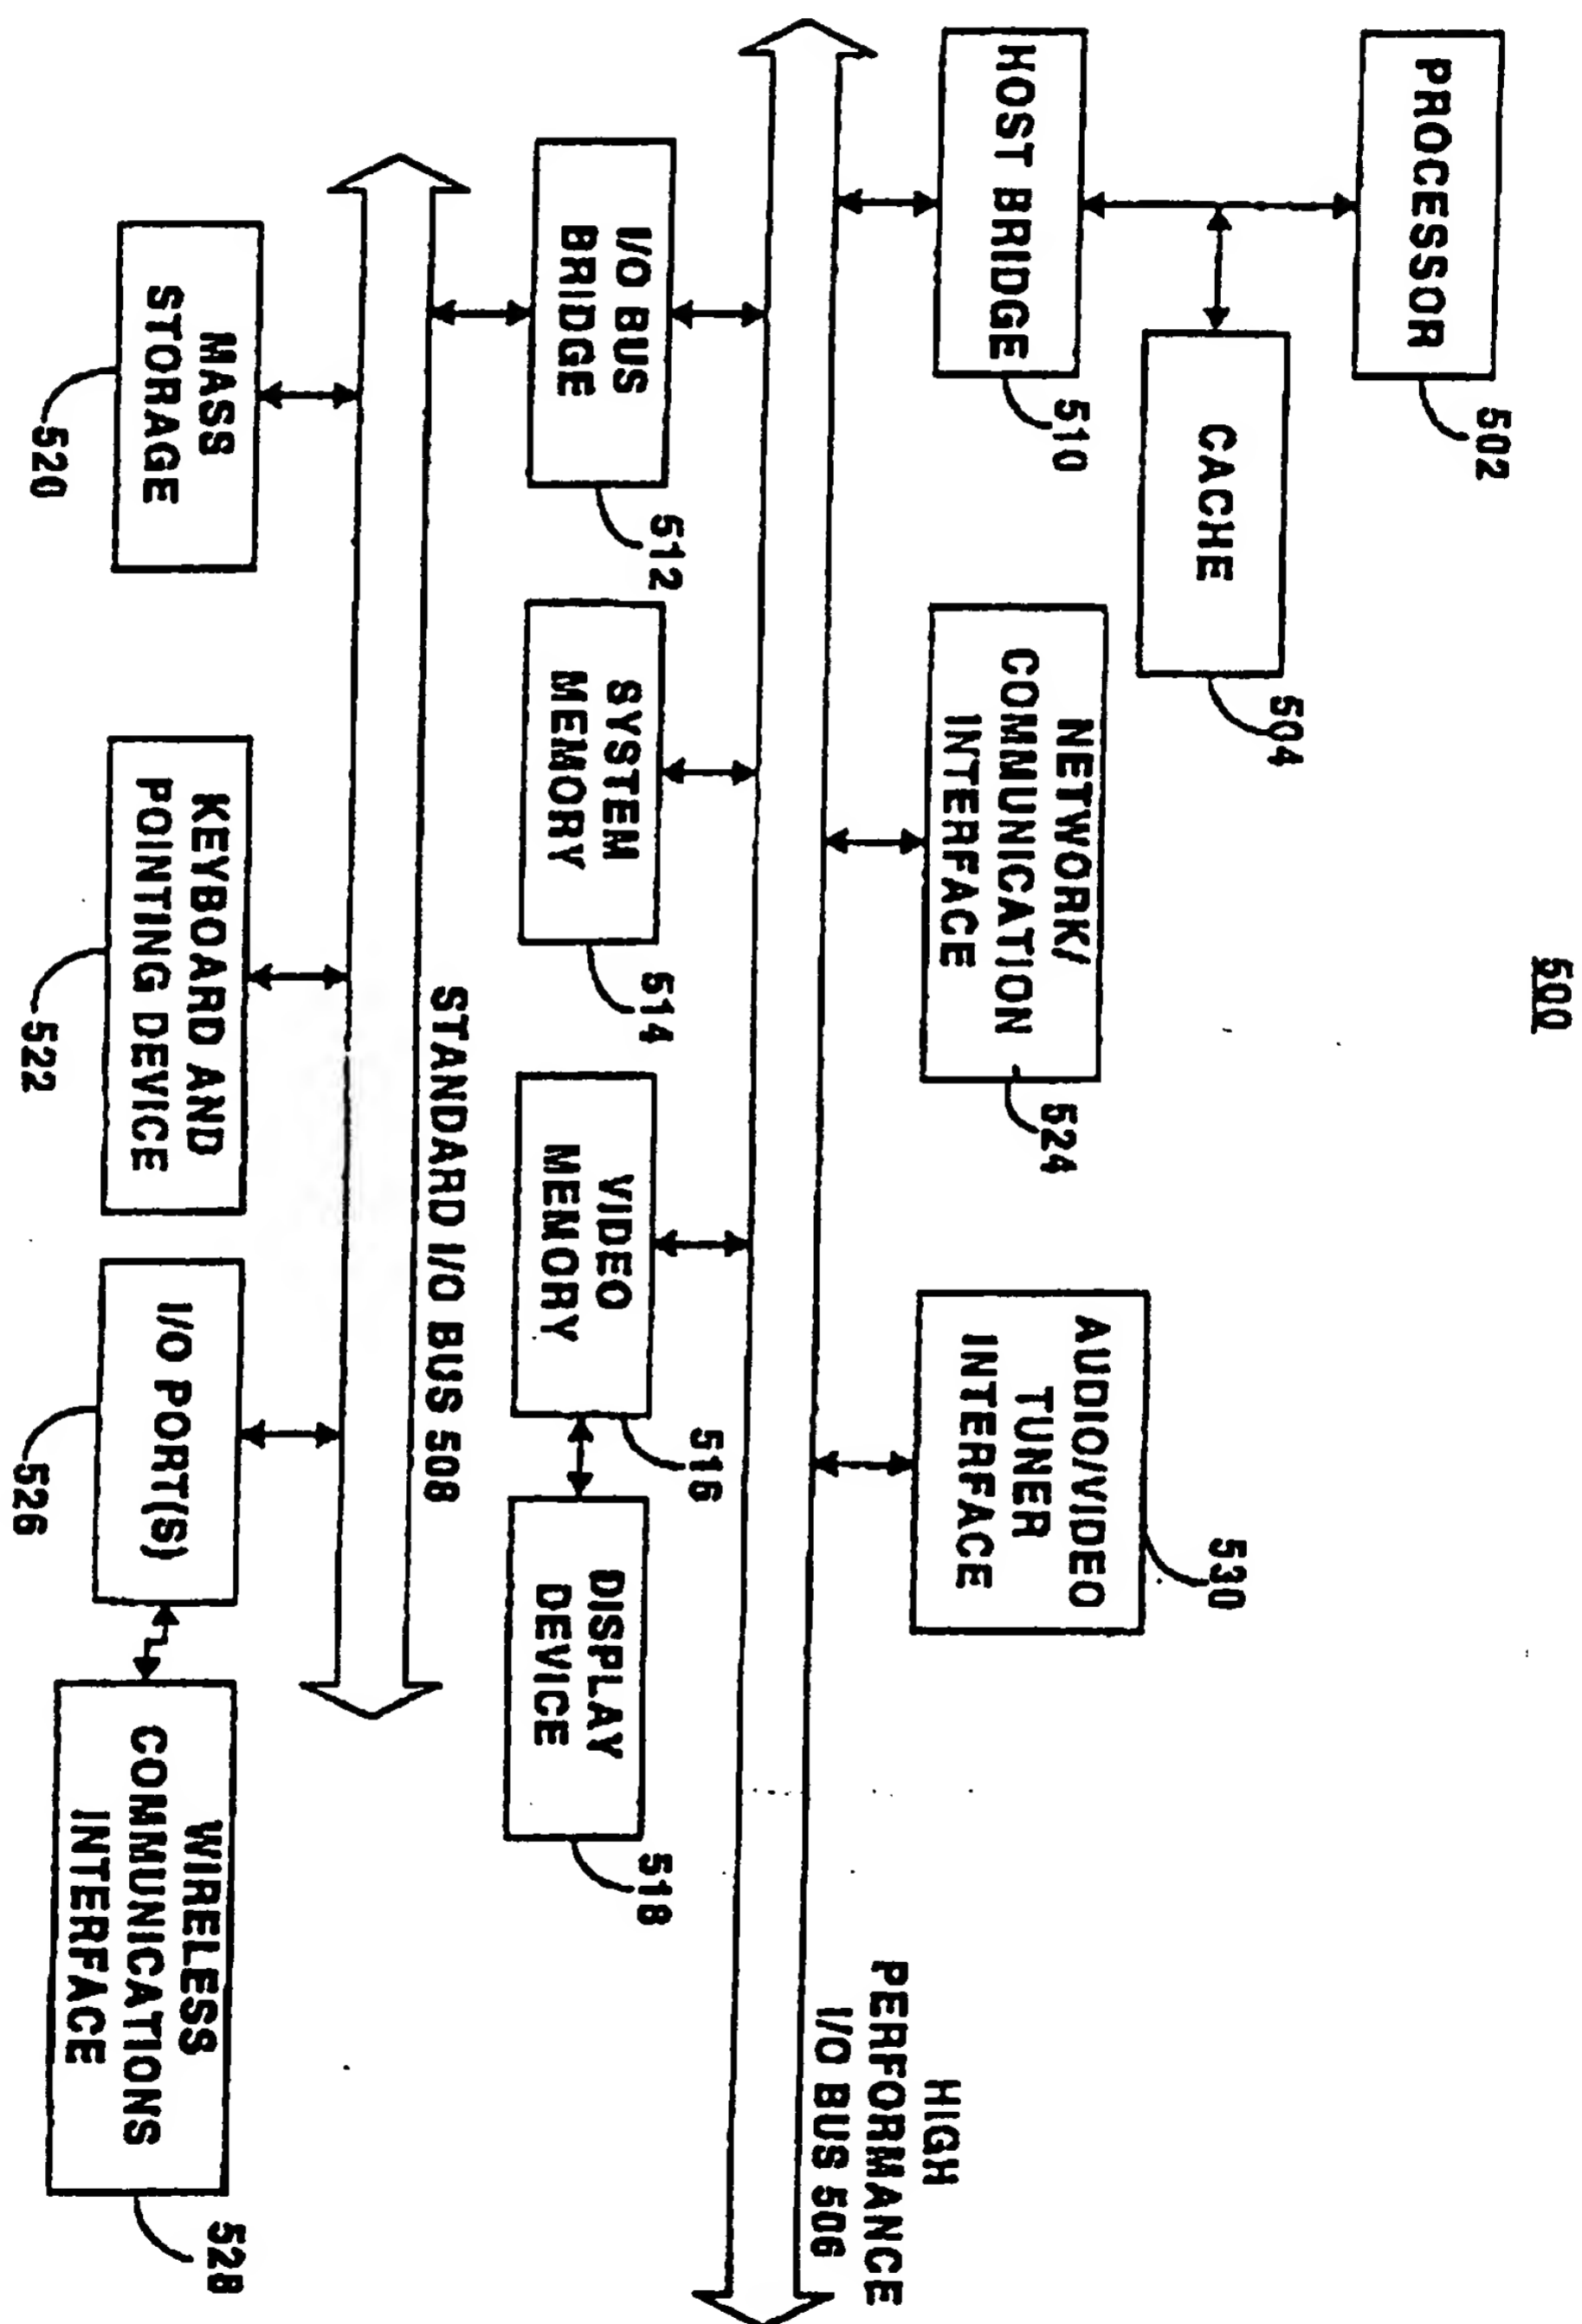 500
PROCESSOR
502
CACHE
504
HOST BRIDGE
510
NETWORK/
COMMUNICATION
INTERFACE
524
AUDIO/VIDEO
TUNER
INTERFACE
530
HIGH
PERFORMANCE
I/O BUS 506
I/O BUS
BRIDGE
512
SYSTEM
MEMORY
514
VIDEO
MEMORY
516
DISPLAY
DEVICE
518
STANDARD I/O BUS 508
MASS
STORAGE
520
KEYBOARD AND
POINTING DEVICE
522
I/O PORT(S)
526
WIRELESS
COMMUNICATIONS
INTERFACE
528